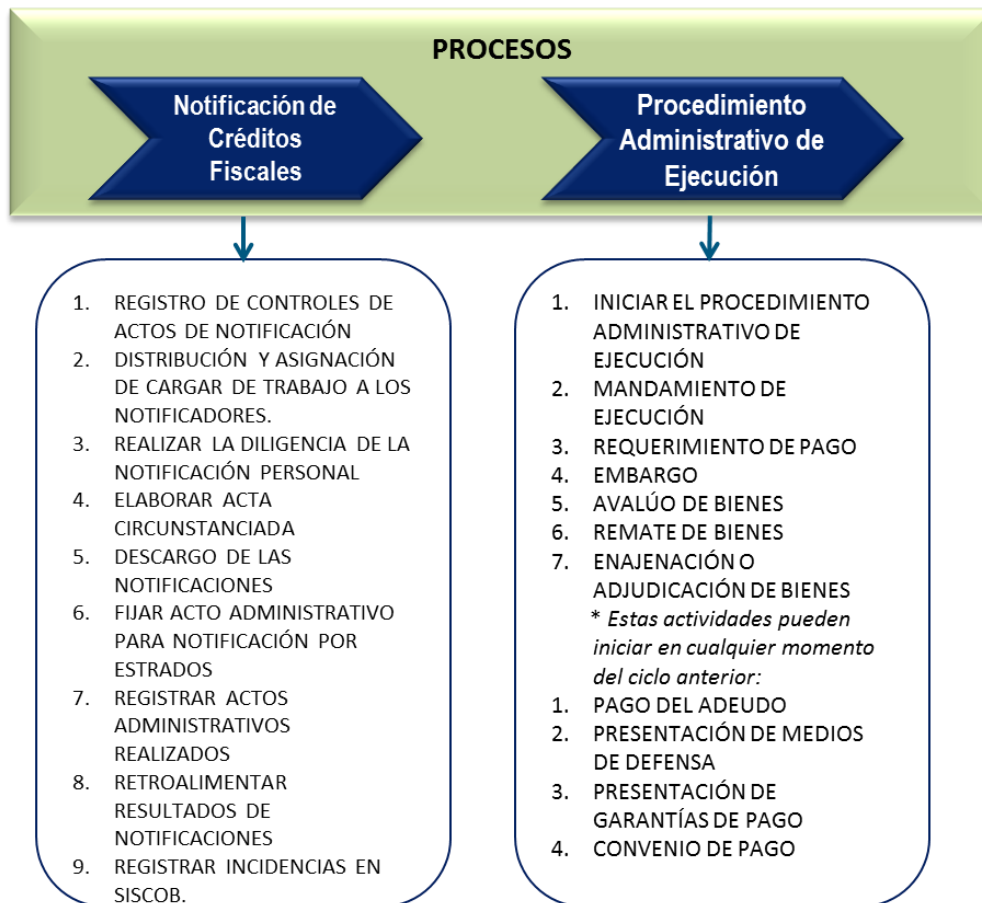 PROCESOS
Notificación de
Créditos
Fiscales
Procedimiento
Administrativo de
Ejecución
1. REGISTRO DE CONTROLES DE
ACTOS DE NOTIFICACIÓN
2. DISTRIBUCIÓN Y ASIGNACIÓN
DE CARGAR DE TRABAJO A LOS
NOTIFICADORES.
3. REALIZAR LA DILIGENCIA DE LA
NOTIFICACIÓN PERSONAL
4. ELABORAR ACTA
CIRCUNSTANCIADA
5. DESCARGO DE LAS
NOTIFICACIONES
6. FIJAR ACTO ADMINISTRATIVO
PARA NOTIFICACIÓN POR
ESTRADOS
7. REGISTRAR ACTOS
ADMINISTRATIVOS
REALIZADOS
8. RETROALIMENTAR
RESULTADOS DE
NOTIFICACIONES
9. REGISTRAR INCIDENCIAS EN
SISCOB.
1. INICIAR EL PROCEDIMIENTO
ADMINISTRATIVO DE
EJECUCIÓN
2. MANDAMIENTO DE
EJECUCIÓN
3. REQUERIMIENTO DE PAGO
4. EMBARGO
5. AVALÚO DE BIENES
6. REMATE DE BIENES
7. ENAJENACIÓN O
ADJUDICACIÓN DE BIENES
* Estas actividades pueden
iniciar en cualquier momento
del ciclo anterior:
1. PAGO DEL ADEUDO
2. PRESENTACIÓN DE MEDIOS
DE DEFENSA
3. PRESENTACIÓN DE
GARANTÍAS DE PAGO
4. CONVENIO DE PAGO